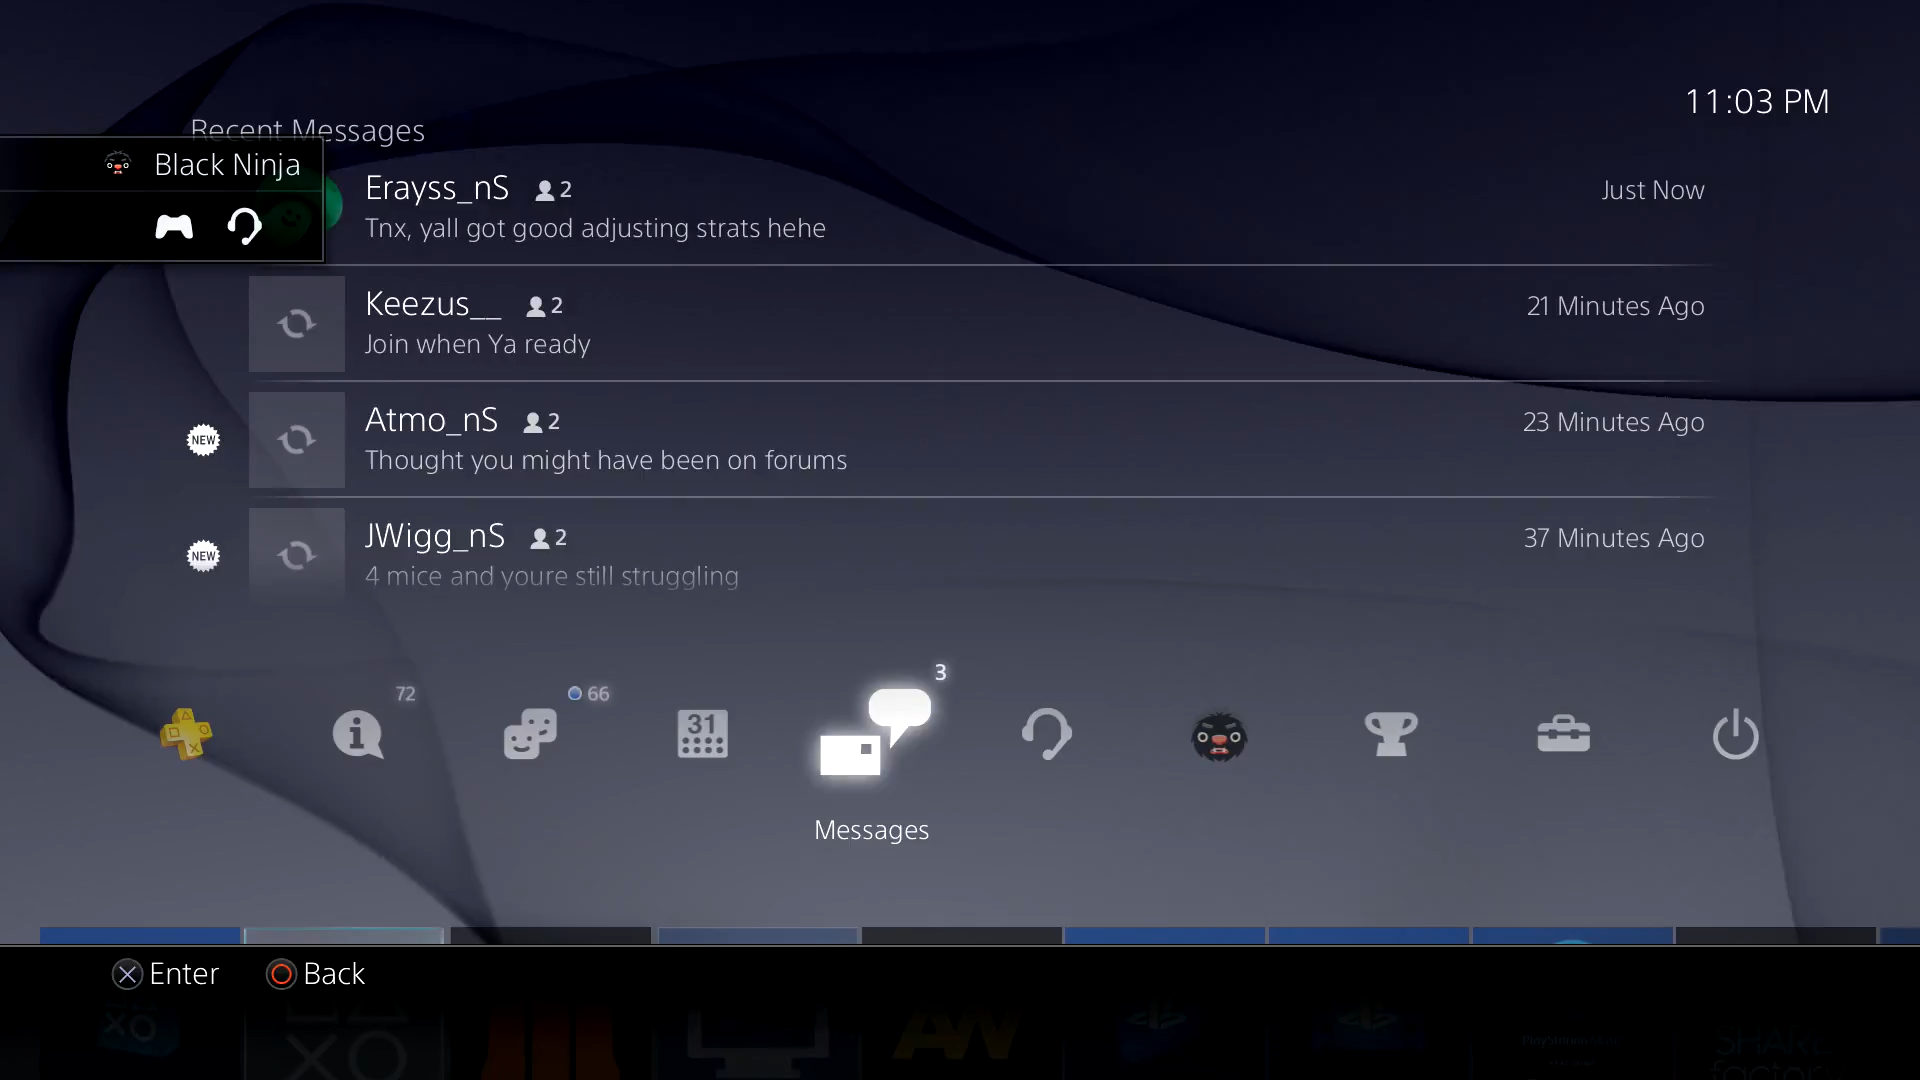 11:03 PM
Recent Messages
Black Ninja
Erayss_nS 2
Just Now
Tnx, yall got good adjusting strats hehe
Keezus__ 2
21 Minutes Ago
Join when Ya ready
NEW
Atmo_nS 2
23 Minutes Ago
Thought you might have been on forums
NEW
JWigg_nS 2
37 Minutes Ago
4 mice and youre still struggling
72
66
3
31
Messages
Enter
Back
AW
SHARE
factory